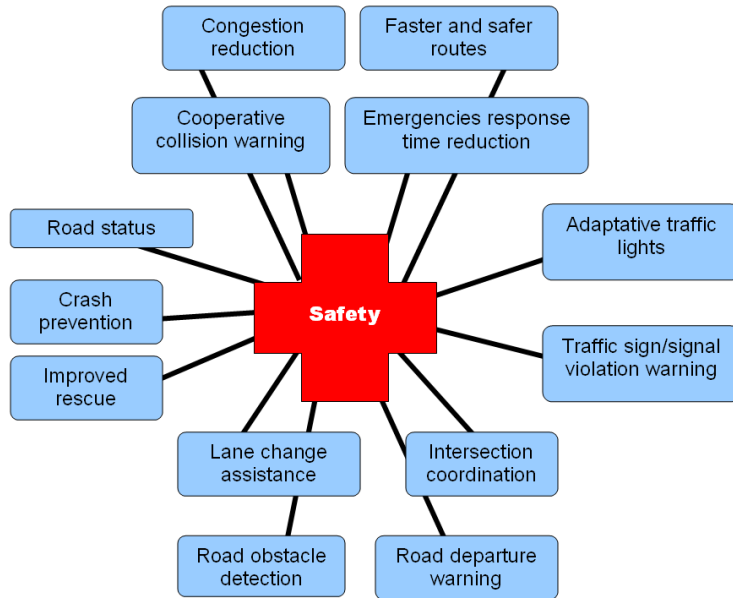 Congestion
reduction
Faster and safer
routes
Cooperative
collision warning
Emergencies response
time reduction
Road status
Adaptative traffic
lights
Crash
prevention
Safety
Improved
rescue
Traffic sign/signal
violation warning
Lane change
assistance
Intersection
coordination
Road obstacle
detection
Road departure
warning